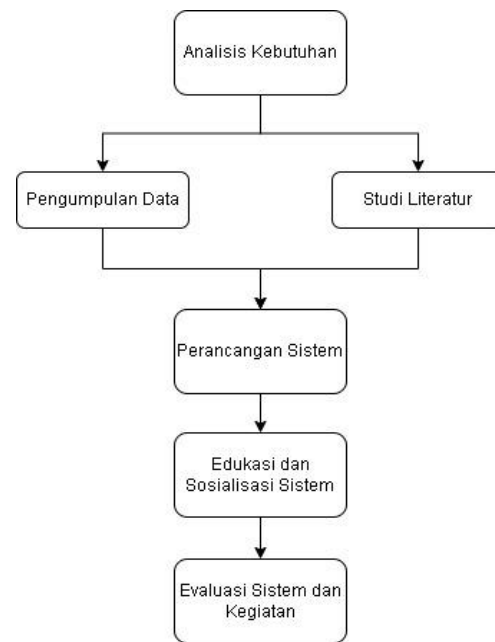 Analisis Kebutuhan
Pengumpulan Data
Studi Literatur
Perancangan Sistem
Edukasi dan
Sosialisasi Sistem
Evaluasi Sistem dan
Kegiatan